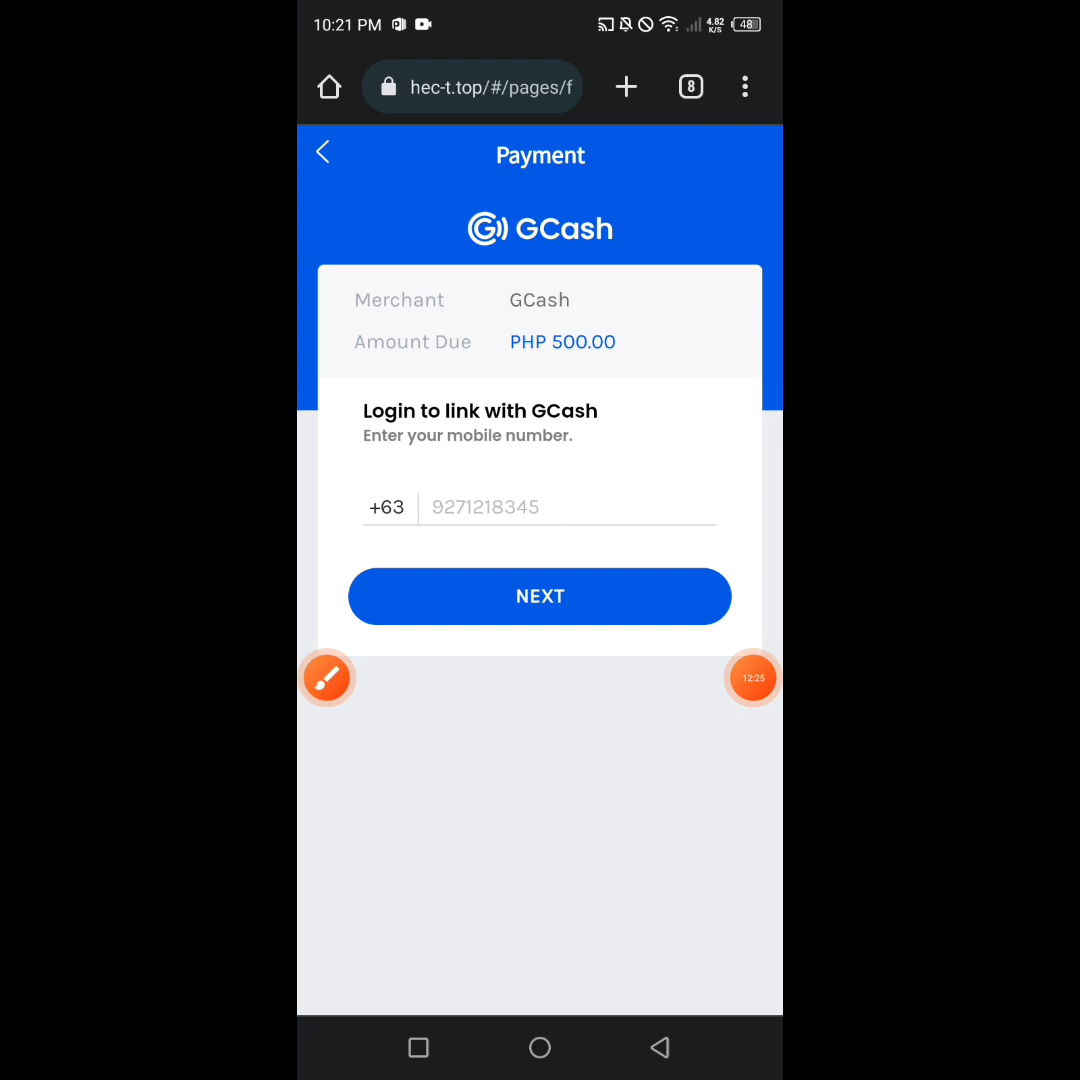 10:21 PM
4.82
K/S
48
hec-t.top/#/pages/f
8
Payment
GCash
Merchant GCash
Amount Due PHP 500.00
Login to link with GCash
Enter your mobile number.
+63 9271218345
NEXT
12:25